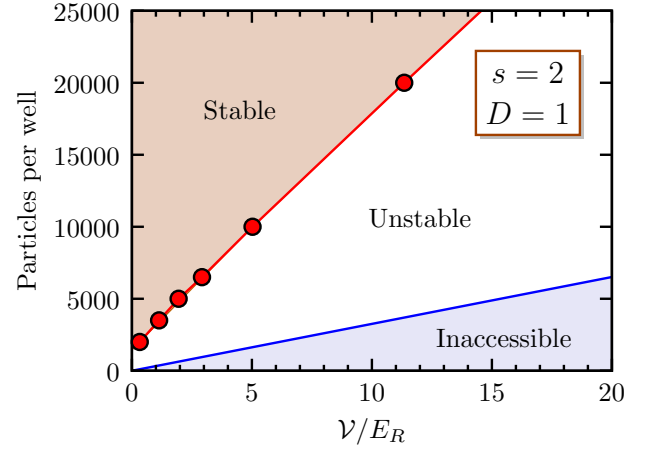 25000
20000
15000
10000
5000
0
Particles per well
Stable
s = 2
D = 1
Unstable
Inaccessible
0 5 10 15 20
𝒱/E_R